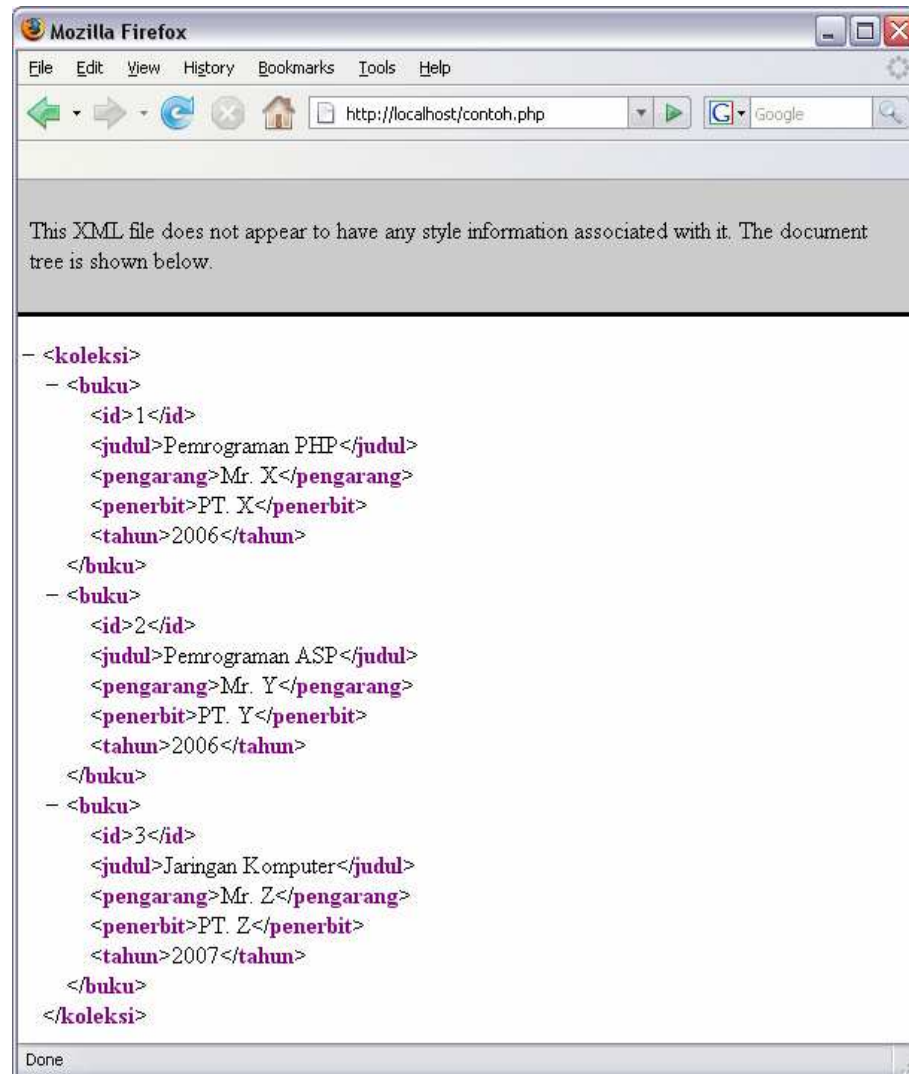 Mozilla Firefox
File Edit View History Bookmarks Tools Help
http://localhost/contoh.php G Google
This XML file does not appear to have any style information associated with it. The document
tree is shown below.
− <koleksi>
− <buku>
<id>1</id>
<judul>Pemrograman PHP</judul>
<pengarang>Mr. X</pengarang>
<penerbit>PT. X</penerbit>
<tahun>2006</tahun>
</buku>
− <buku>
<id>2</id>
<judul>Pemrograman ASP</judul>
<pengarang>Mr. Y</pengarang>
<penerbit>PT. Y</penerbit>
<tahun>2006</tahun>
</buku>
− <buku>
<id>3</id>
<judul>Jaringan Komputer</judul>
<pengarang>Mr. Z</pengarang>
<penerbit>PT. Z</penerbit>
<tahun>2007</tahun>
</buku>
</koleksi>
Done